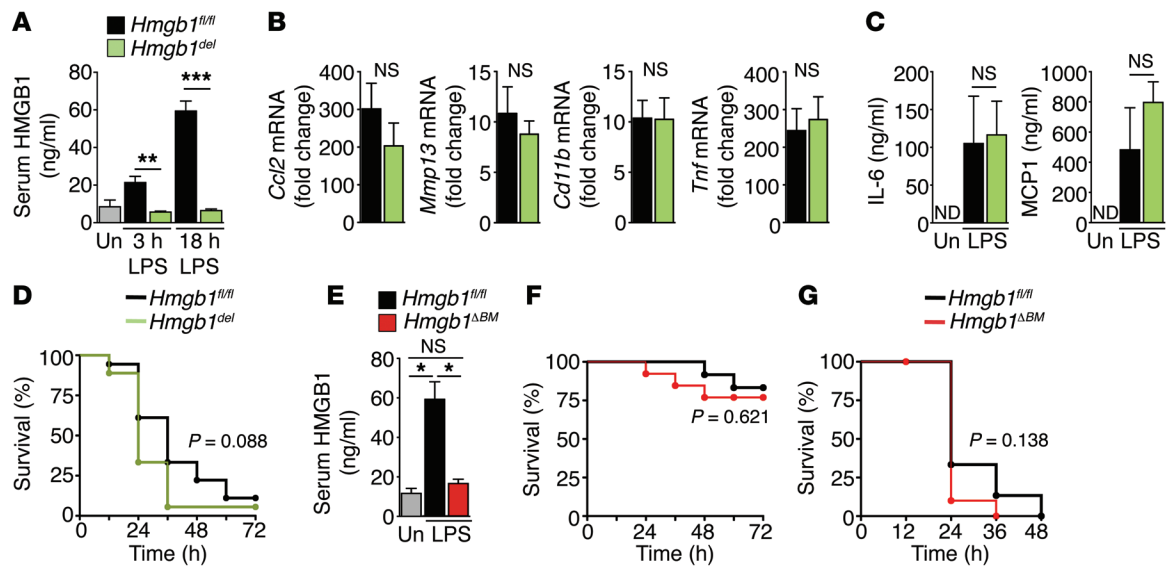 A
Hmgb1fl/fl
Hmgb1del
Serum HMGB1
(ng/ml)
80
60
40
20
0
**
***
Un
3 h
18 h
LPS
LPS
B
Ccl2 mRNA
(fold change)
400
300
200
100
0
NS
Mmp13 mRNA
(fold change)
15
10
5
0
NS
Cd11b mRNA
(fold change)
15
10
5
0
NS
Tnf mRNA
(fold change)
400
300
200
100
0
NS
C
IL-6 (ng/ml)
200
150
100
50
0
NS
ND
Un
LPS
MCP1 (ng/ml)
1000
800
600
400
200
0
NS
ND
Un
LPS
D
Hmgb1fl/fl
Hmgb1del
Survival (%)
100
75
50
25
0
P = 0.088
0 24 48 72
Time (h)
E
Hmgb1fl/fl
Hmgb1ΔBM
Serum HMGB1
(ng/ml)
80
60
40
20
0
NS
* *
Un
LPS
F
Survival (%)
100
75
50
25
0
P = 0.621
0 24 48 72
Time (h)
G
Hmgb1fl/fl
Hmgb1ΔBM
Survival (%)
100
75
50
25
0
P = 0.138
0 12 24 36 48
Time (h)